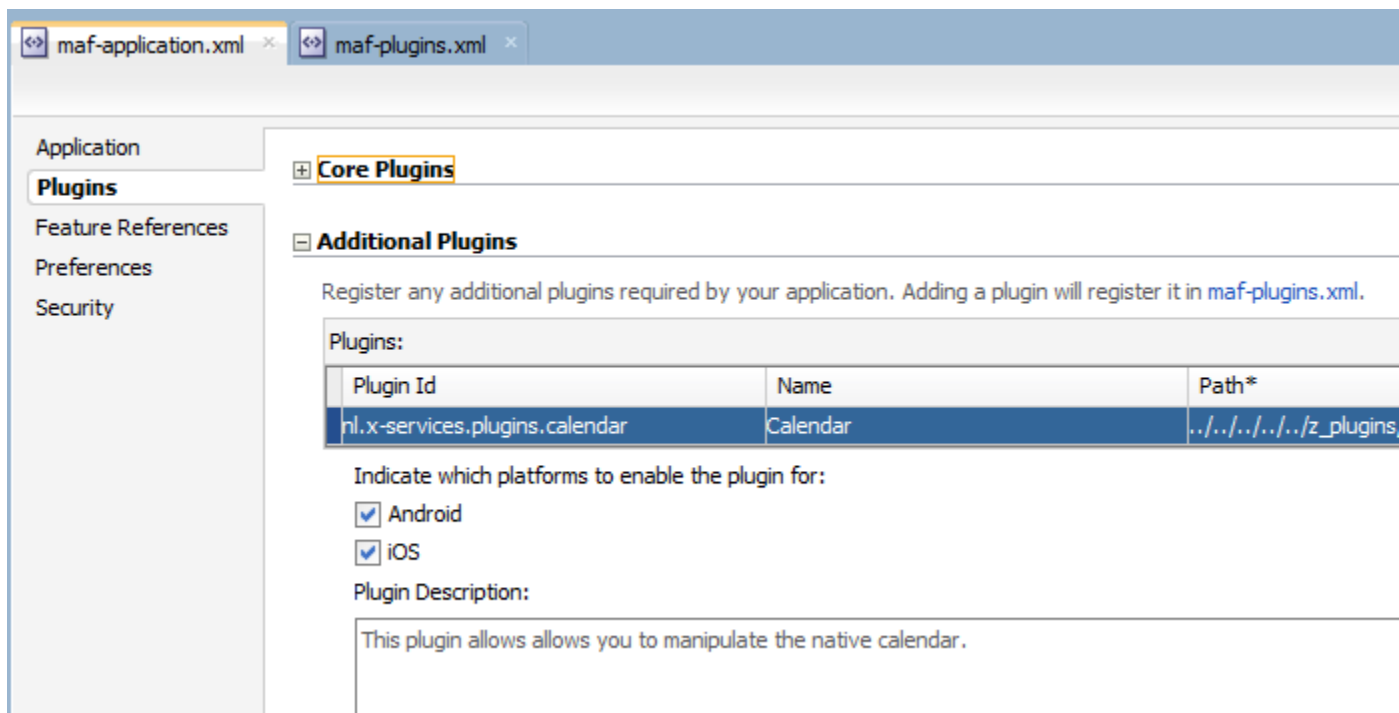 maf-application.xml
maf-plugins.xml
Application
Plugins
Feature References
Preferences
Security
Core Plugins
Additional Plugins
Register any additional plugins required by your application. Adding a plugin will register it in maf-plugins.xml.
Plugins:
Plugin Id Name Path*
nl.x-services.plugins.calendar Calendar ../../../../../z_plugins/
Indicate which platforms to enable the plugin for:
Android
iOS
Plugin Description:
This plugin allows allows you to manipulate the native calendar.